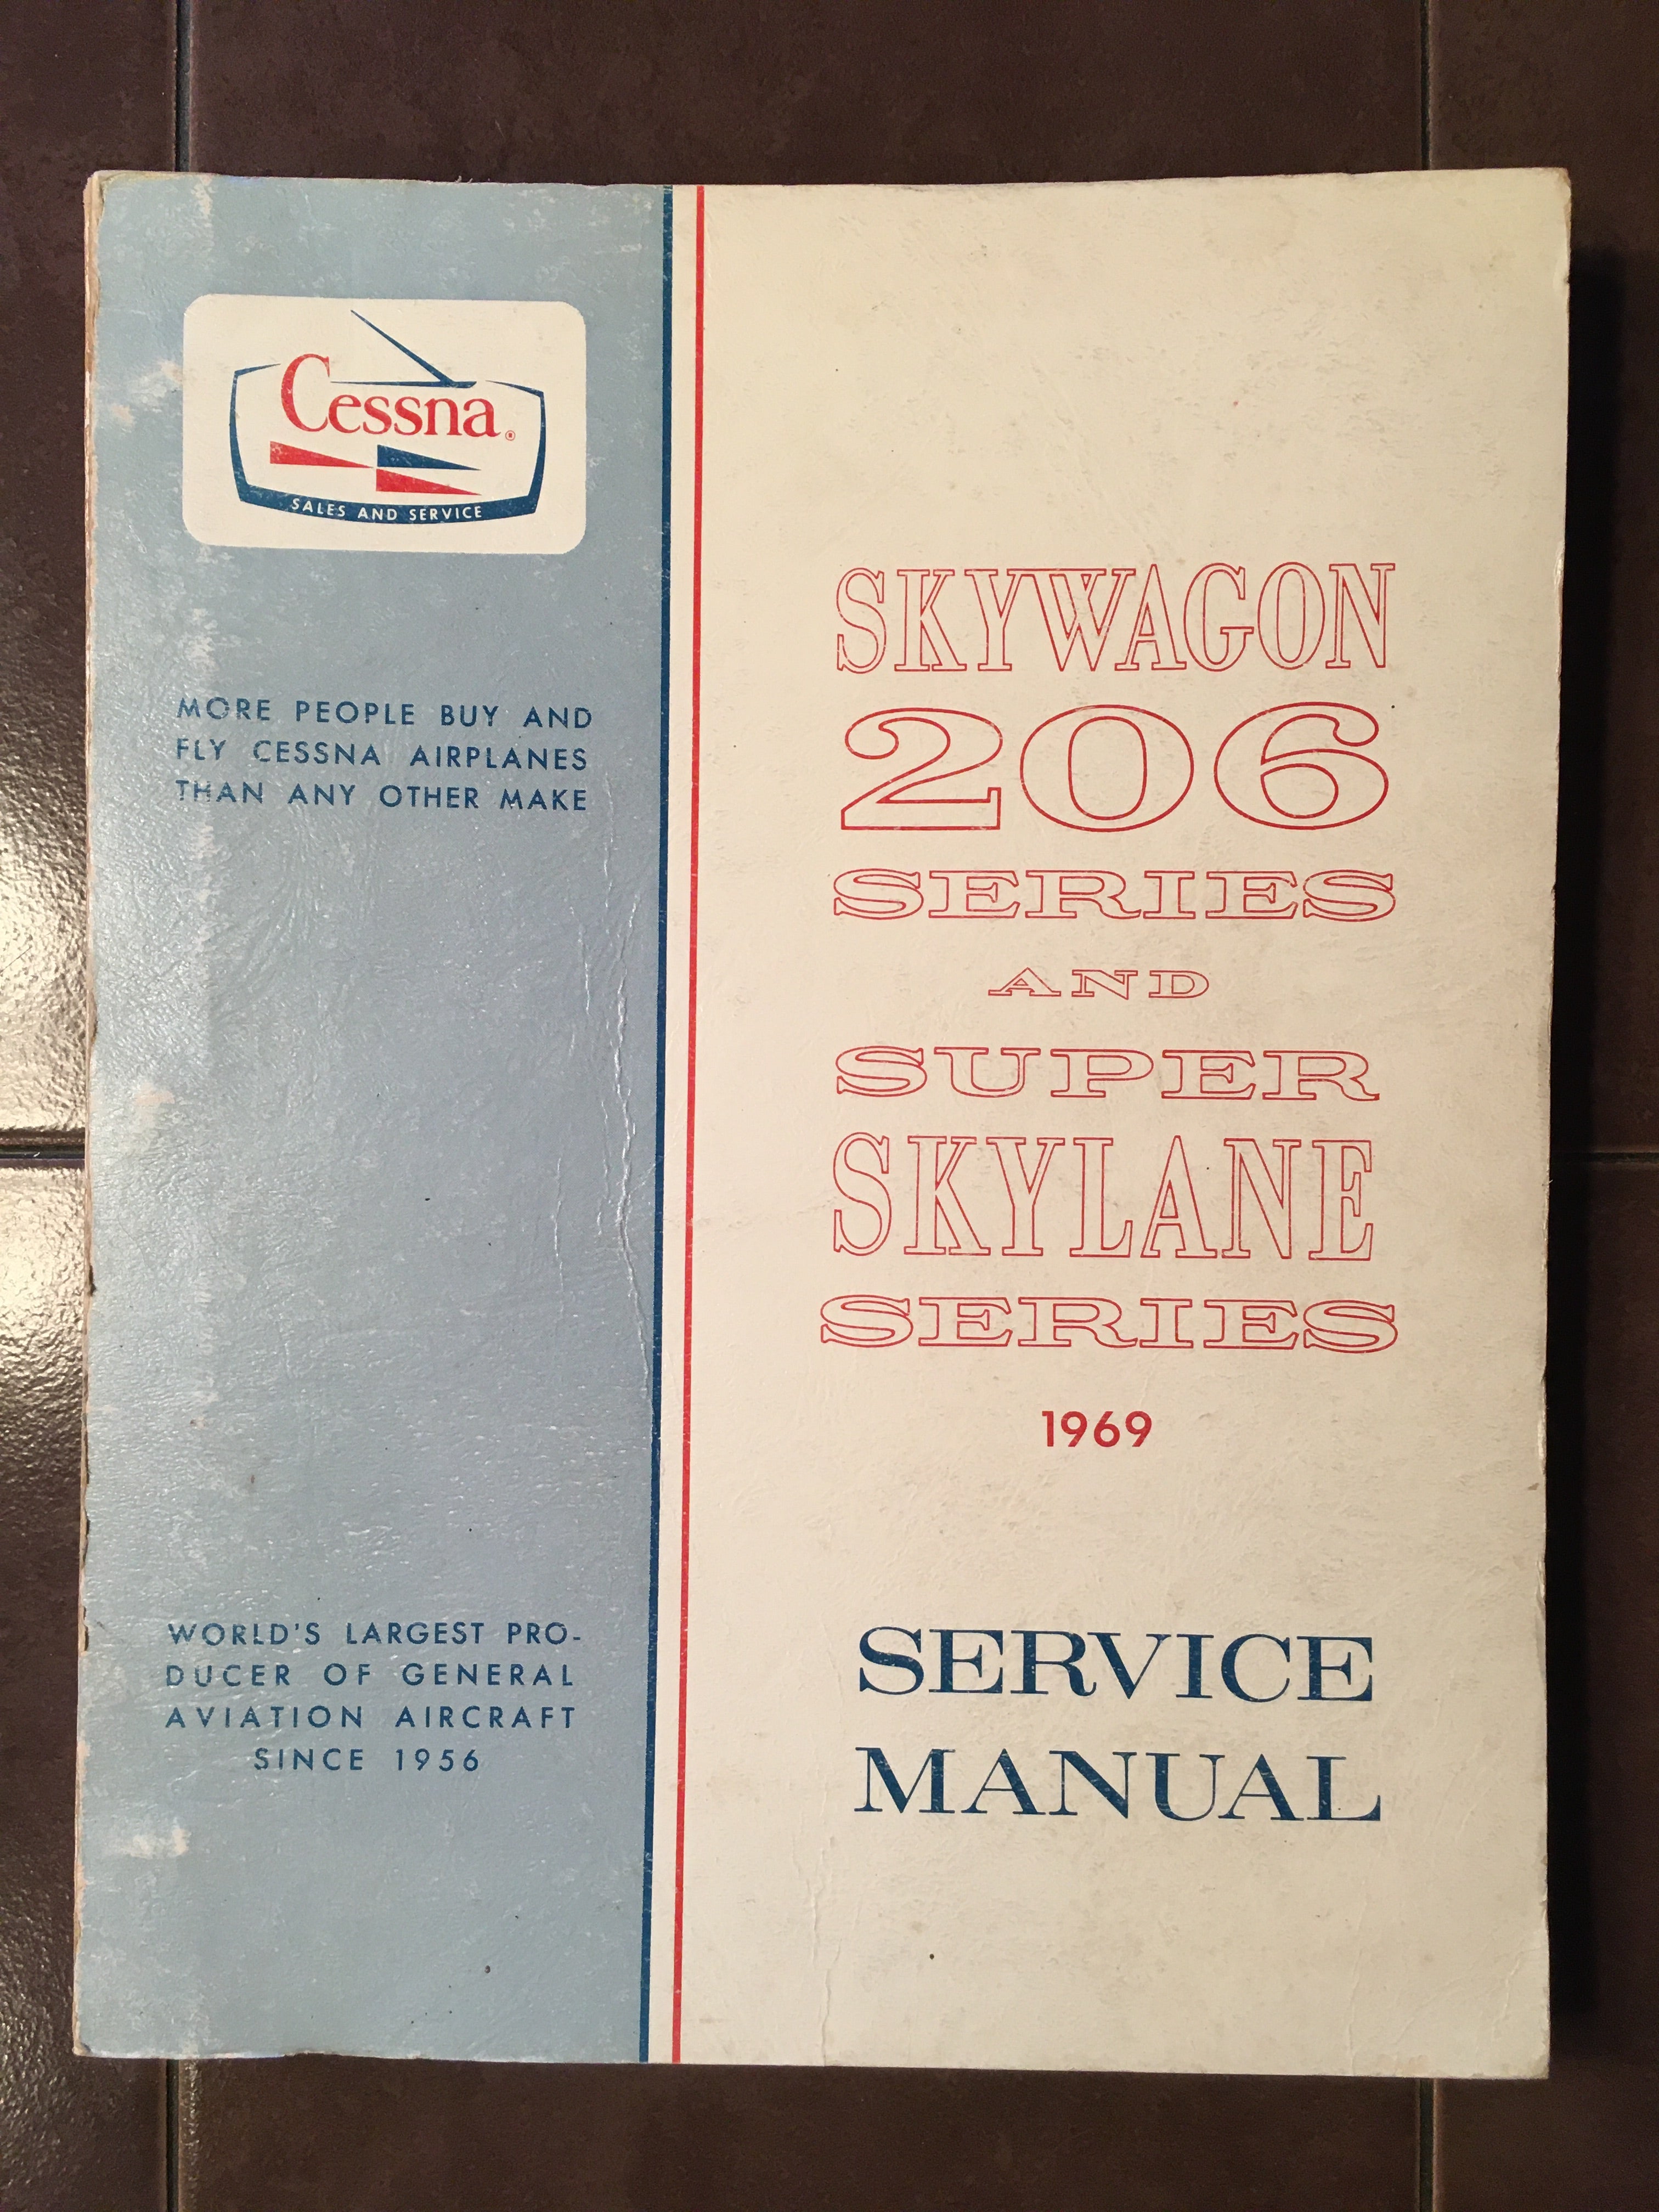 Cessna®
SALES AND SERVICE
MORE PEOPLE BUY AND
FLY CESSNA AIRPLANES
THAN ANY OTHER MAKE
WORLD'S LARGEST PRO-
DUCER OF GENERAL
AVIATION AIRCRAFT
SINCE 1956
SKYWAGON
206
SERIES
AND
SUPER
SKYLANE
SERIES
1969
SERVICE
MANUAL